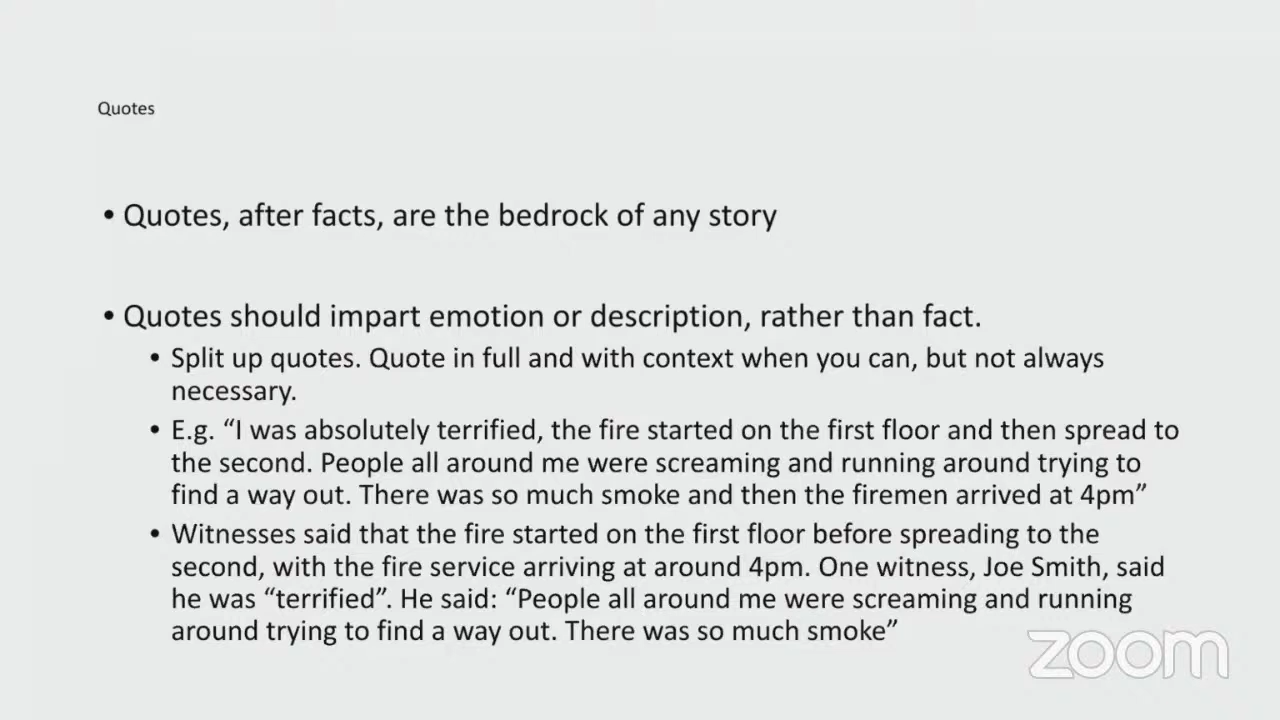 Quotes
• Quotes, after facts, are the bedrock of any story
• Quotes should impart emotion or description, rather than fact.
• Split up quotes. Quote in full and with context when you can, but not always
necessary.
• E.g. “I was absolutely terrified, the fire started on the first floor and then spread to
the second. People all around me were screaming and running around trying to
find a way out. There was so much smoke and then the firemen arrived at 4pm”
• Witnesses said that the fire started on the first floor before spreading to the
second, with the fire service arriving at around 4pm. One witness, Joe Smith, said
he was “terrified”. He said: “People all around me were screaming and running
around trying to find a way out. There was so much smoke”
zoom